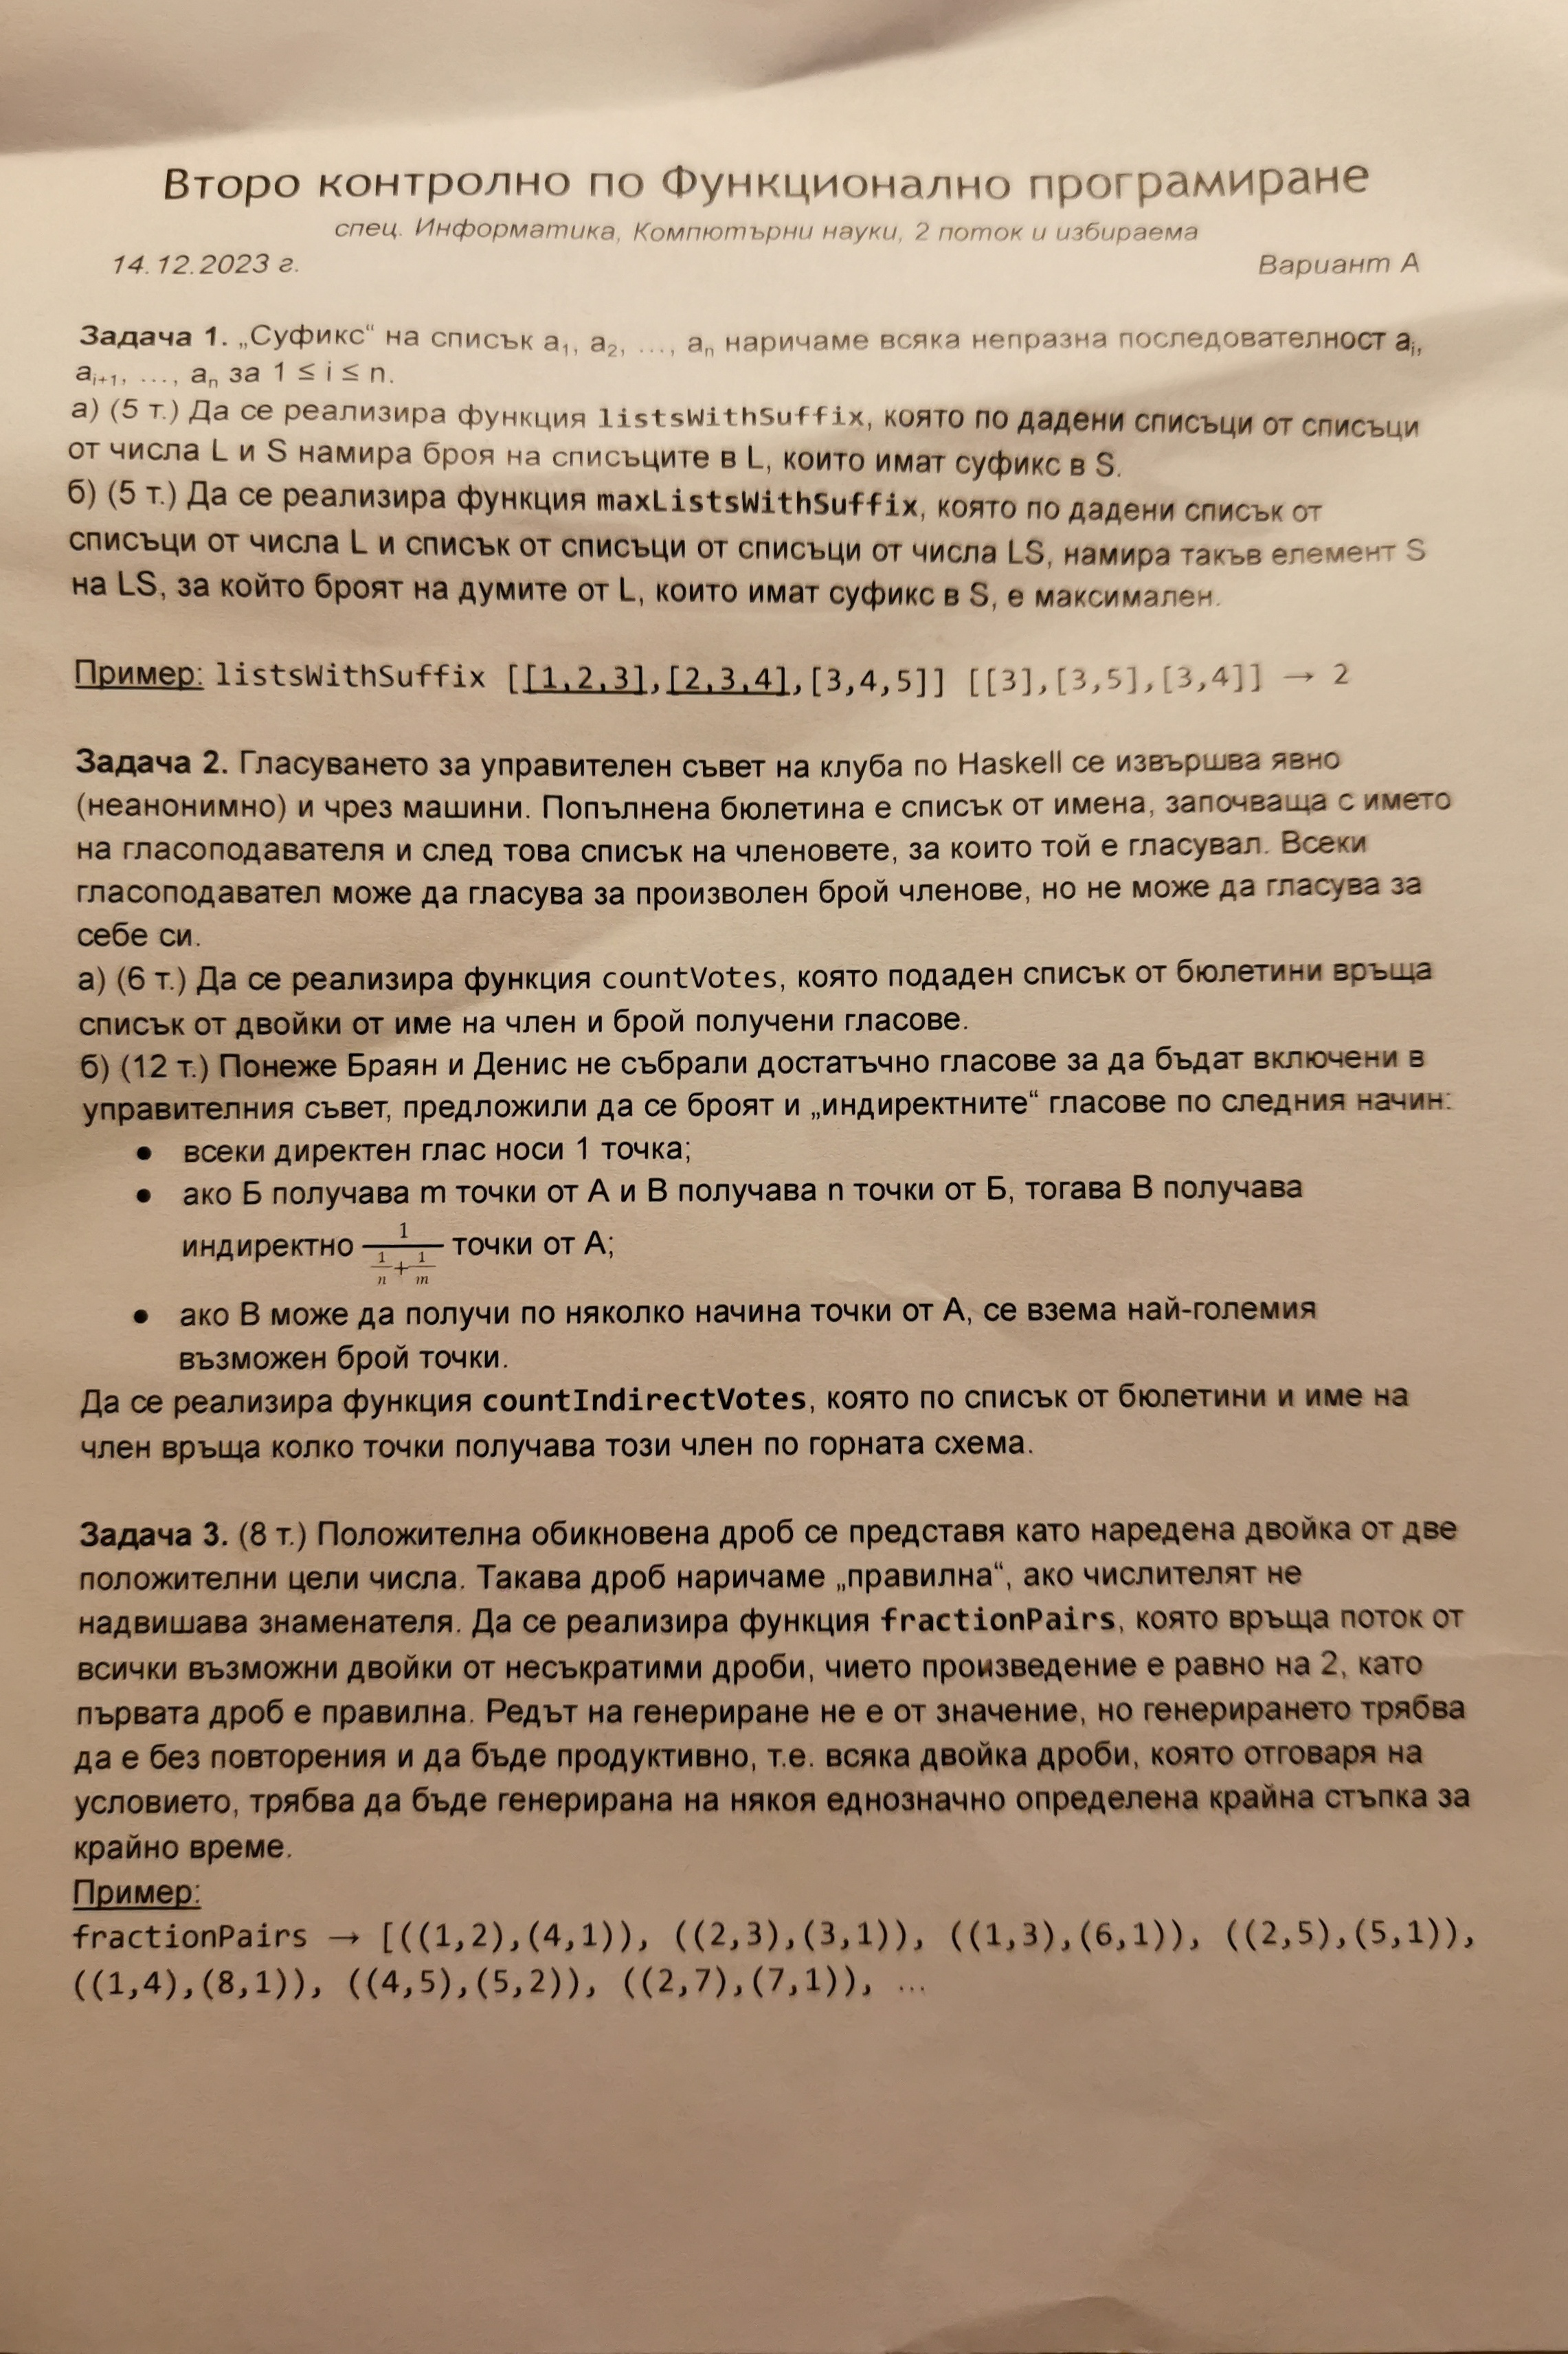 Второ контролно по Функционално програмиране
спец. Информатика, Компютърни науки, 2 поток и избираема
14.12.2023 г. Вариант А
Задача 1. „Суфикс“ на списък a₁, a₂, …, aₙ наричаме всяка непразна последователност aᵢ,
aᵢ₊₁, …, aₙ за 1 ≤ i ≤ n.
а) (5 т.) Да се реализира функция listsWithSuffix, която по дадени списъци от списъци
от числа L и S намира броя на списъците в L, които имат суфикс в S.
б) (5 т.) Да се реализира функция maxListsWithSuffix, която по дадени списък от
списъци от числа L и списък от списъци от списъци от числа LS, намира такъв елемент S
на LS, за който броят на думите от L, които имат суфикс в S, е максимален.
Пример: listsWithSuffix [[1,2,3],[2,3,4],[3,4,5]] [[3],[3,5],[3,4]] → 2
Задача 2. Гласуването за управителен съвет на клуба по Haskell се извършва явно
(неанонимно) и чрез машини. Попълнена бюлетина е списък от имена, започваща с името
на гласоподавателя и след това списък на членовете, за които той е гласувал. Всеки
гласоподавател може да гласува за произволен брой членове, но не може да гласува за
себе си.
а) (6 т.) Да се реализира функция countVotes, която подаден списък от бюлетини връща
списък от двойки от име на член и брой получени гласове.
б) (12 т.) Понеже Браян и Денис не събрали достатъчно гласове за да бъдат включени в
управителния съвет, предложили да се броят и „индиректните“ гласове по следния начин:
● всеки директен глас носи 1 точка;
● ако Б получава m точки от А и В получава n точки от Б, тогава В получава
индиректно 1/(1/n + 1/m) точки от А;
● ако В може да получи по няколко начина точки от А, се взема най-големия
възможен брой точки.
Да се реализира функция countIndirectVotes, която по списък от бюлетини и име на
член връща колко точки получава този член по горната схема.
Задача 3. (8 т.) Положителна обикновена дроб се представя като наредена двойка от две
положителни цели числа. Такава дроб наричаме „правилна“, ако числителят не
надвишава знаменателя. Да се реализира функция fractionPairs, която връща поток от
всички възможни двойки от несъкратими дроби, чието произведение е равно на 2, като
първата дроб е правилна. Редът на генериране не е от значение, но генерирането трябва
да е без повторения и да бъде продуктивно, т.е. всяка двойка дроби, която отговаря на
условието, трябва да бъде генерирана на някоя еднозначно определена крайна стъпка за
крайно време.
Пример:
fractionPairs → [((1,2),(4,1)), ((2,3),(3,1)), ((1,3),(6,1)), ((2,5),(5,1)),
((1,4),(8,1)), ((4,5),(5,2)), ((2,7),(7,1)), …